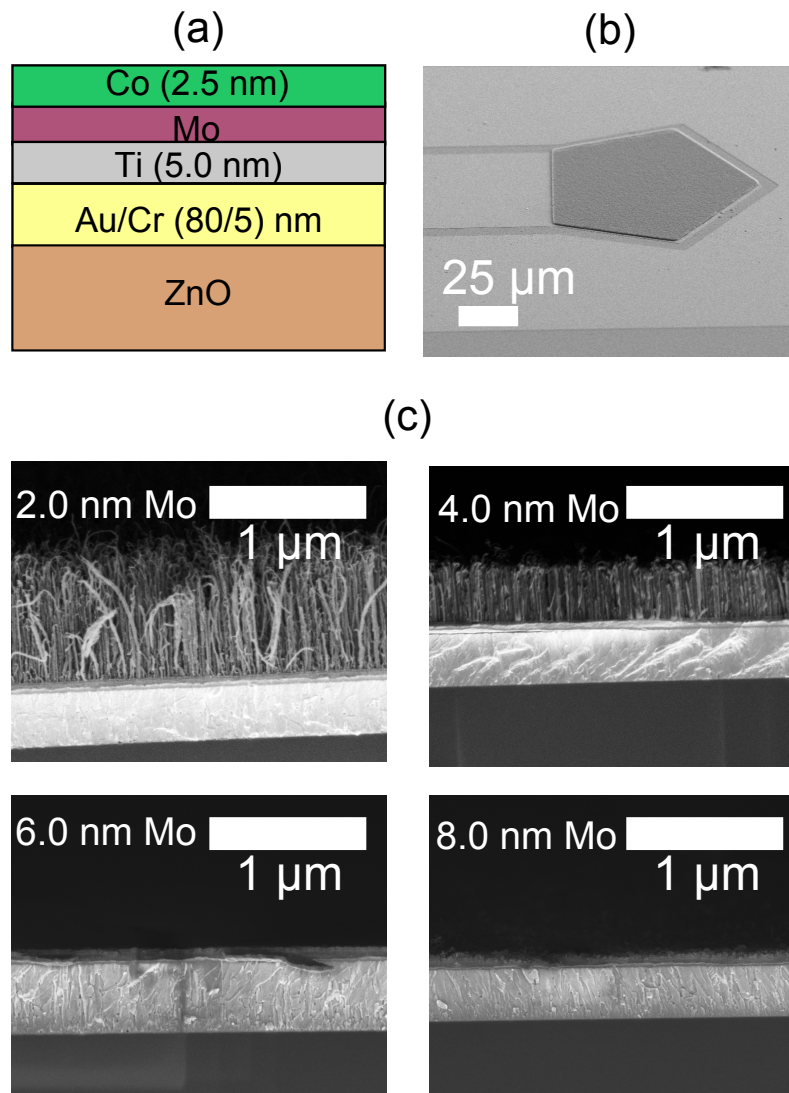 (a)
Co (2.5 nm)
Mo
Ti (5.0 nm)
Au/Cr (80/5) nm
ZnO
(b)
25 µm
(c)
2.0 nm Mo
1 µm
4.0 nm Mo
1 µm
6.0 nm Mo
1 µm
8.0 nm Mo
1 µm